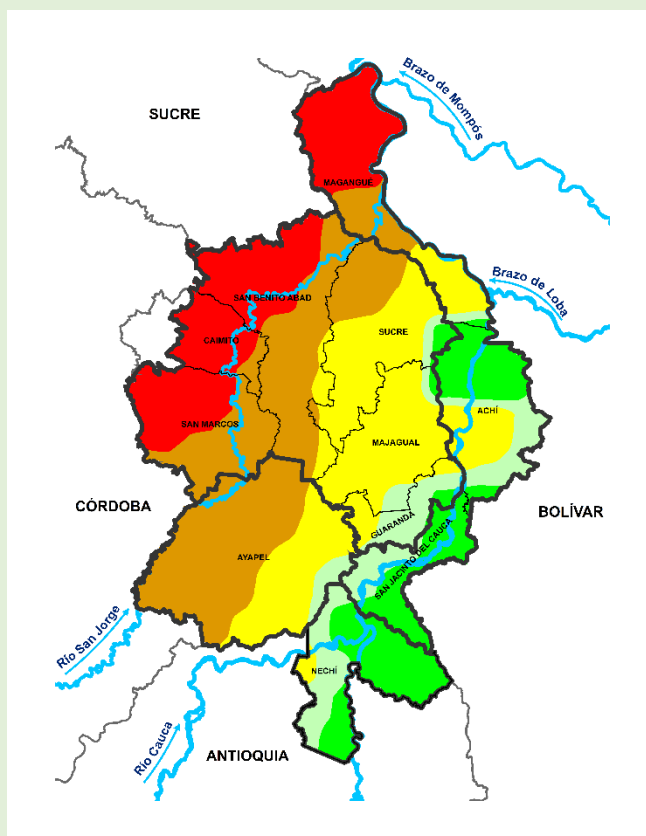 Brazo de Mompós
SUCRE
MAGANGUÉ
Brazo de Loba
SAN BENITO ABAD
SUCRE
CAIMITO
ACHÍ
SAN MARCOS
MAJAGUAL
CÓRDOBA
BOLÍVAR
GUARANDA
AYAPEL
SAN JACINTO DEL CAUCA
Río San Jorge
NECHÍ
Río Cauca
ANTIOQUIA